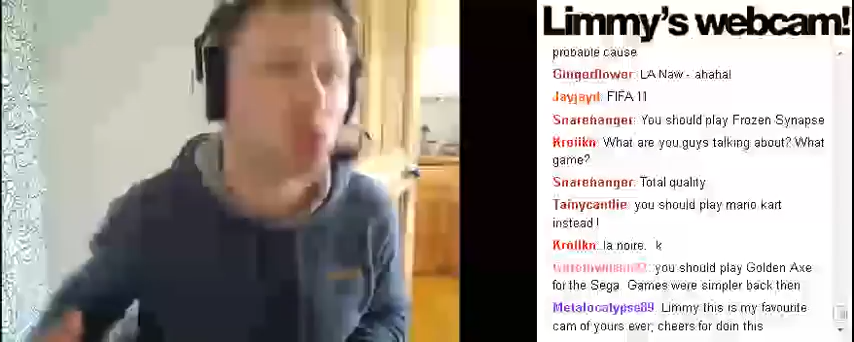 Limmy's webcam!
probable cause
Gingerflower: LA Naw - ahaha!
Jayjayd: FIFA 11
Snarehanger: You should play Frozen Synapse
Kroiikn: What are you guys talking about? What
game?
Snarehanger: Total quality
Tainycantlie: you should play mario kart
instead!
Kroiikn: la noire. k
you should play Golden Axe
for the Sega. Games were simpler back then
Metalocalypse89: Limmy this is my favourite
cam of yours ever, cheers for doin this